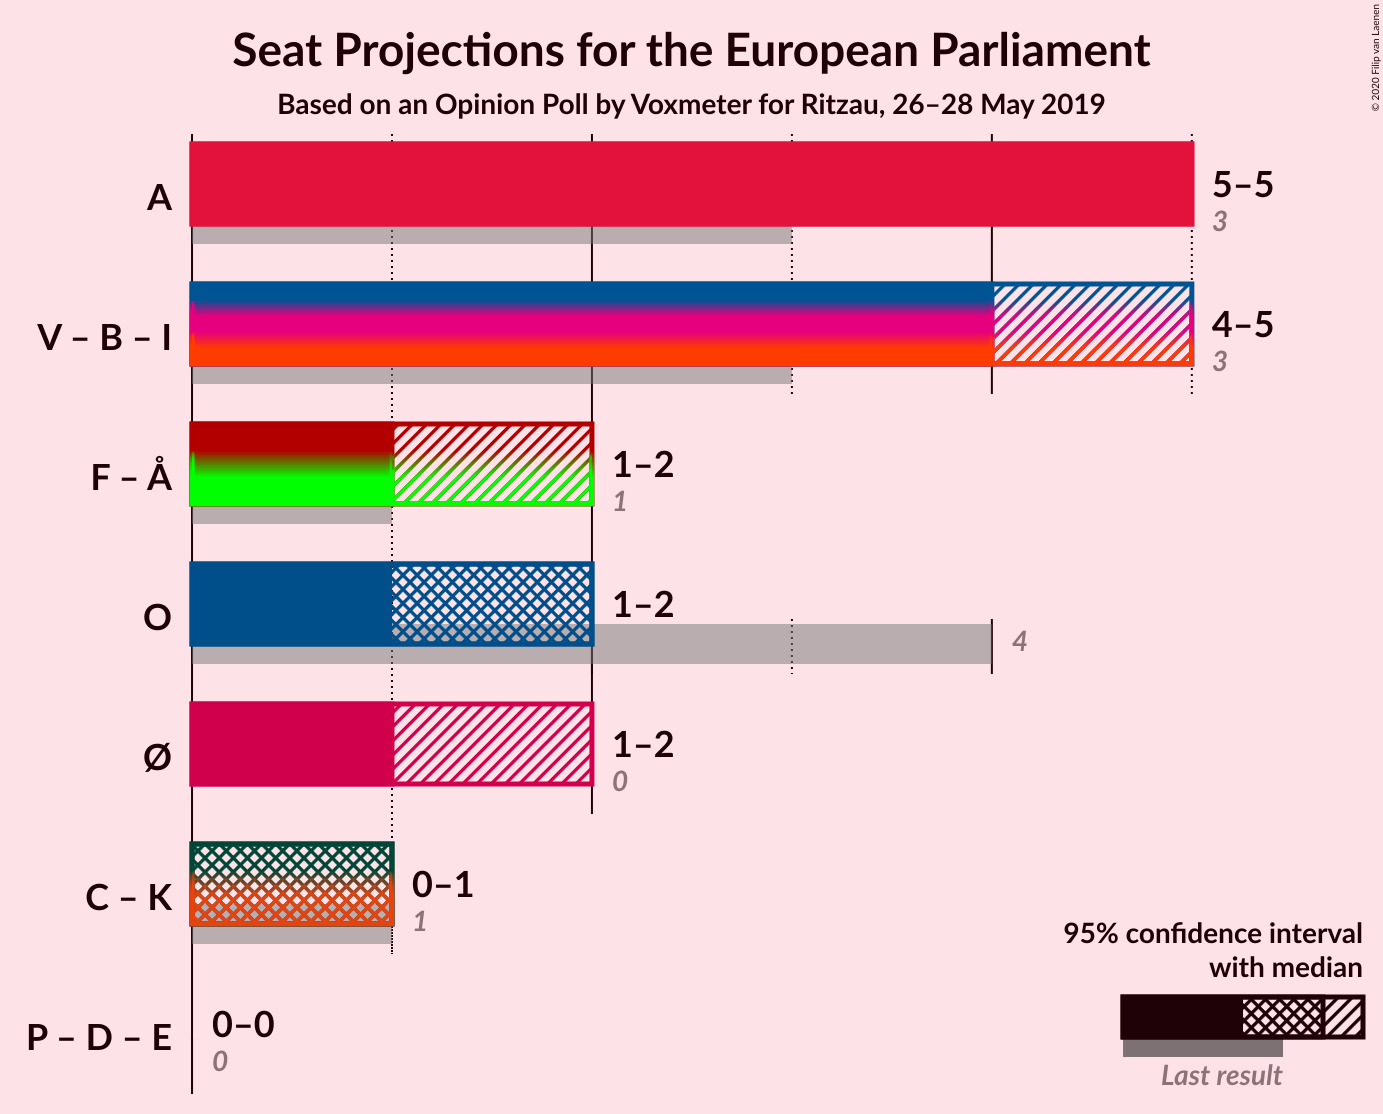 Seat Projections for the European Parliament
Based on an Opinion Poll by Voxmeter for Ritzau, 26–28 May 2019
© 2020 Filip van Laenen
A
5–5
3
V – B – I
4–5
3
F – Å
1–2
1
O
1–2
4
Ø
1–2
0
C – K
0–1
1
P – D – E
0–0
0
95% confidence interval
with median
Last result